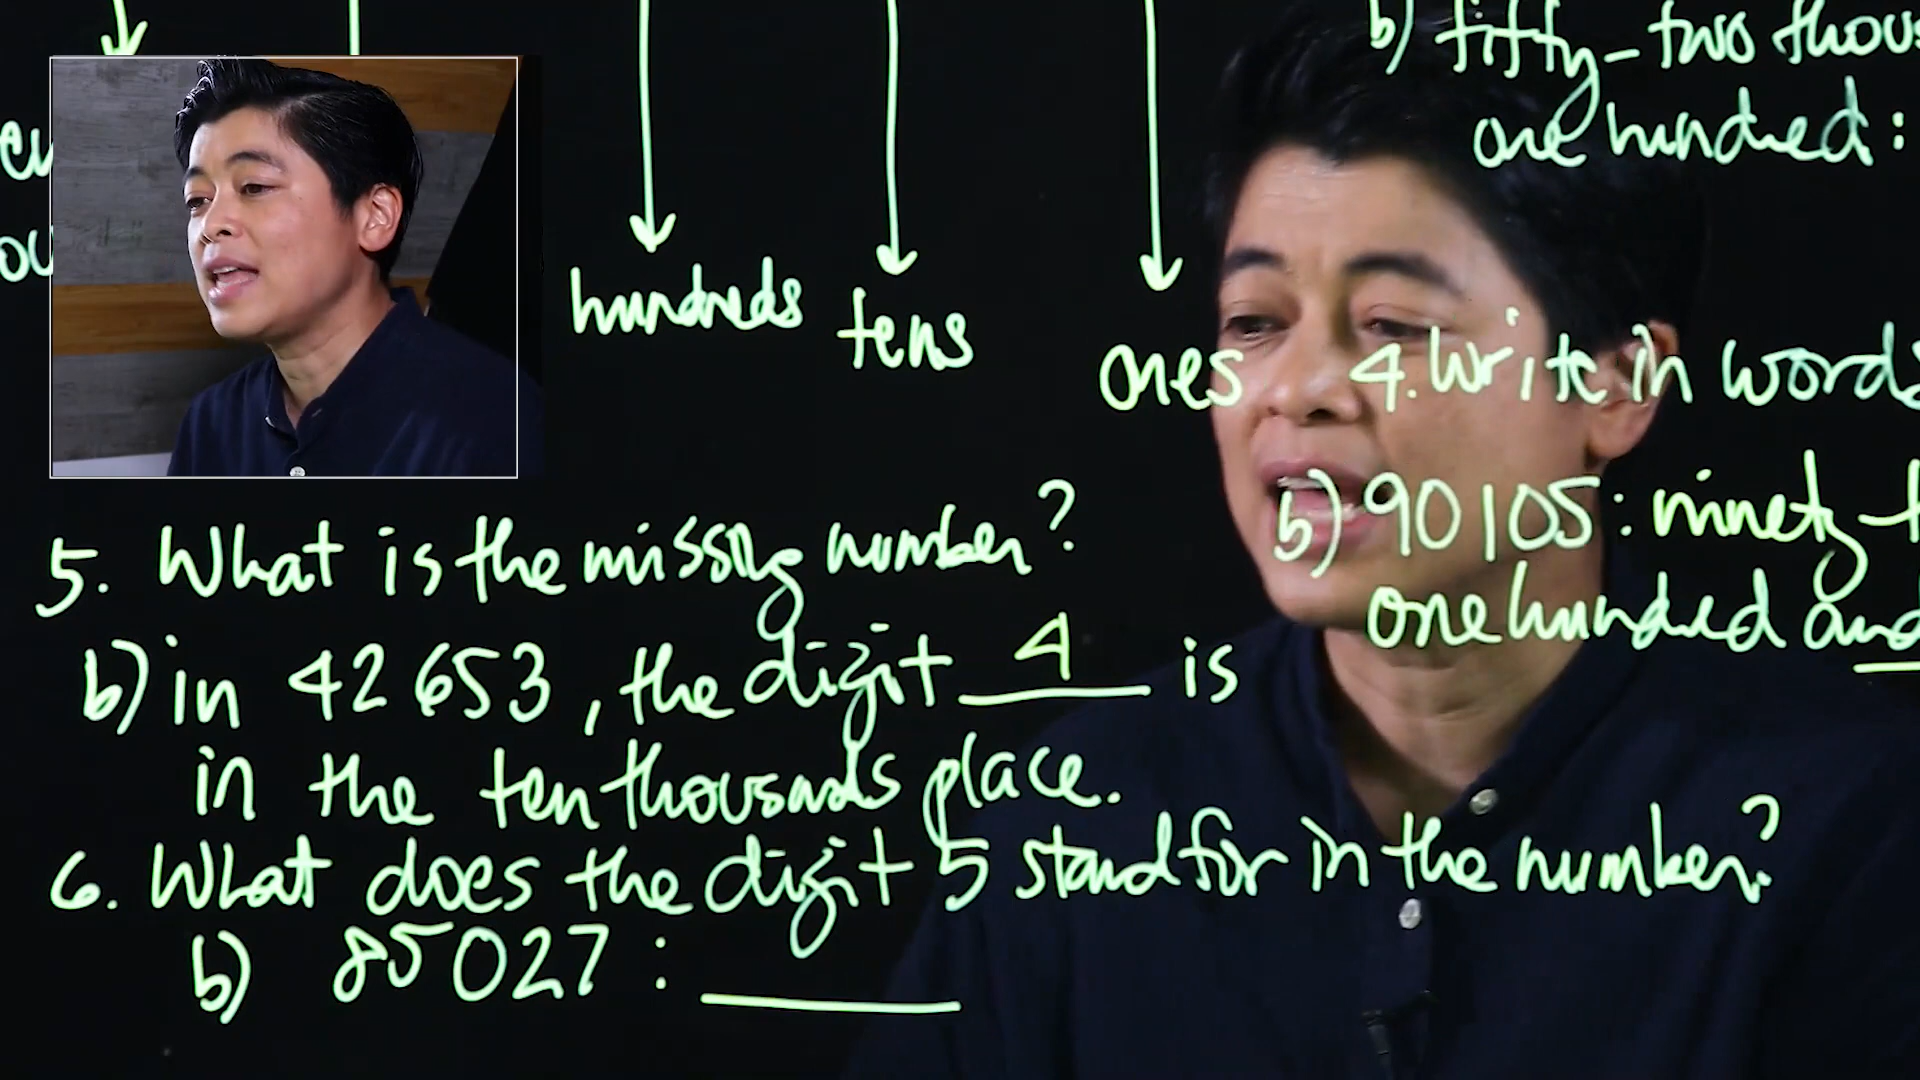 b) fifty-two
one hundred:
hundreds
tens
ones
4. Write in words
b) 90105: ninety-
one hundred and
5. What is the missing number?
b) in 42 653, the digit 4 is
in the ten thousands place.
6. What does the digit 5 stand for in the number?
b) 85027: